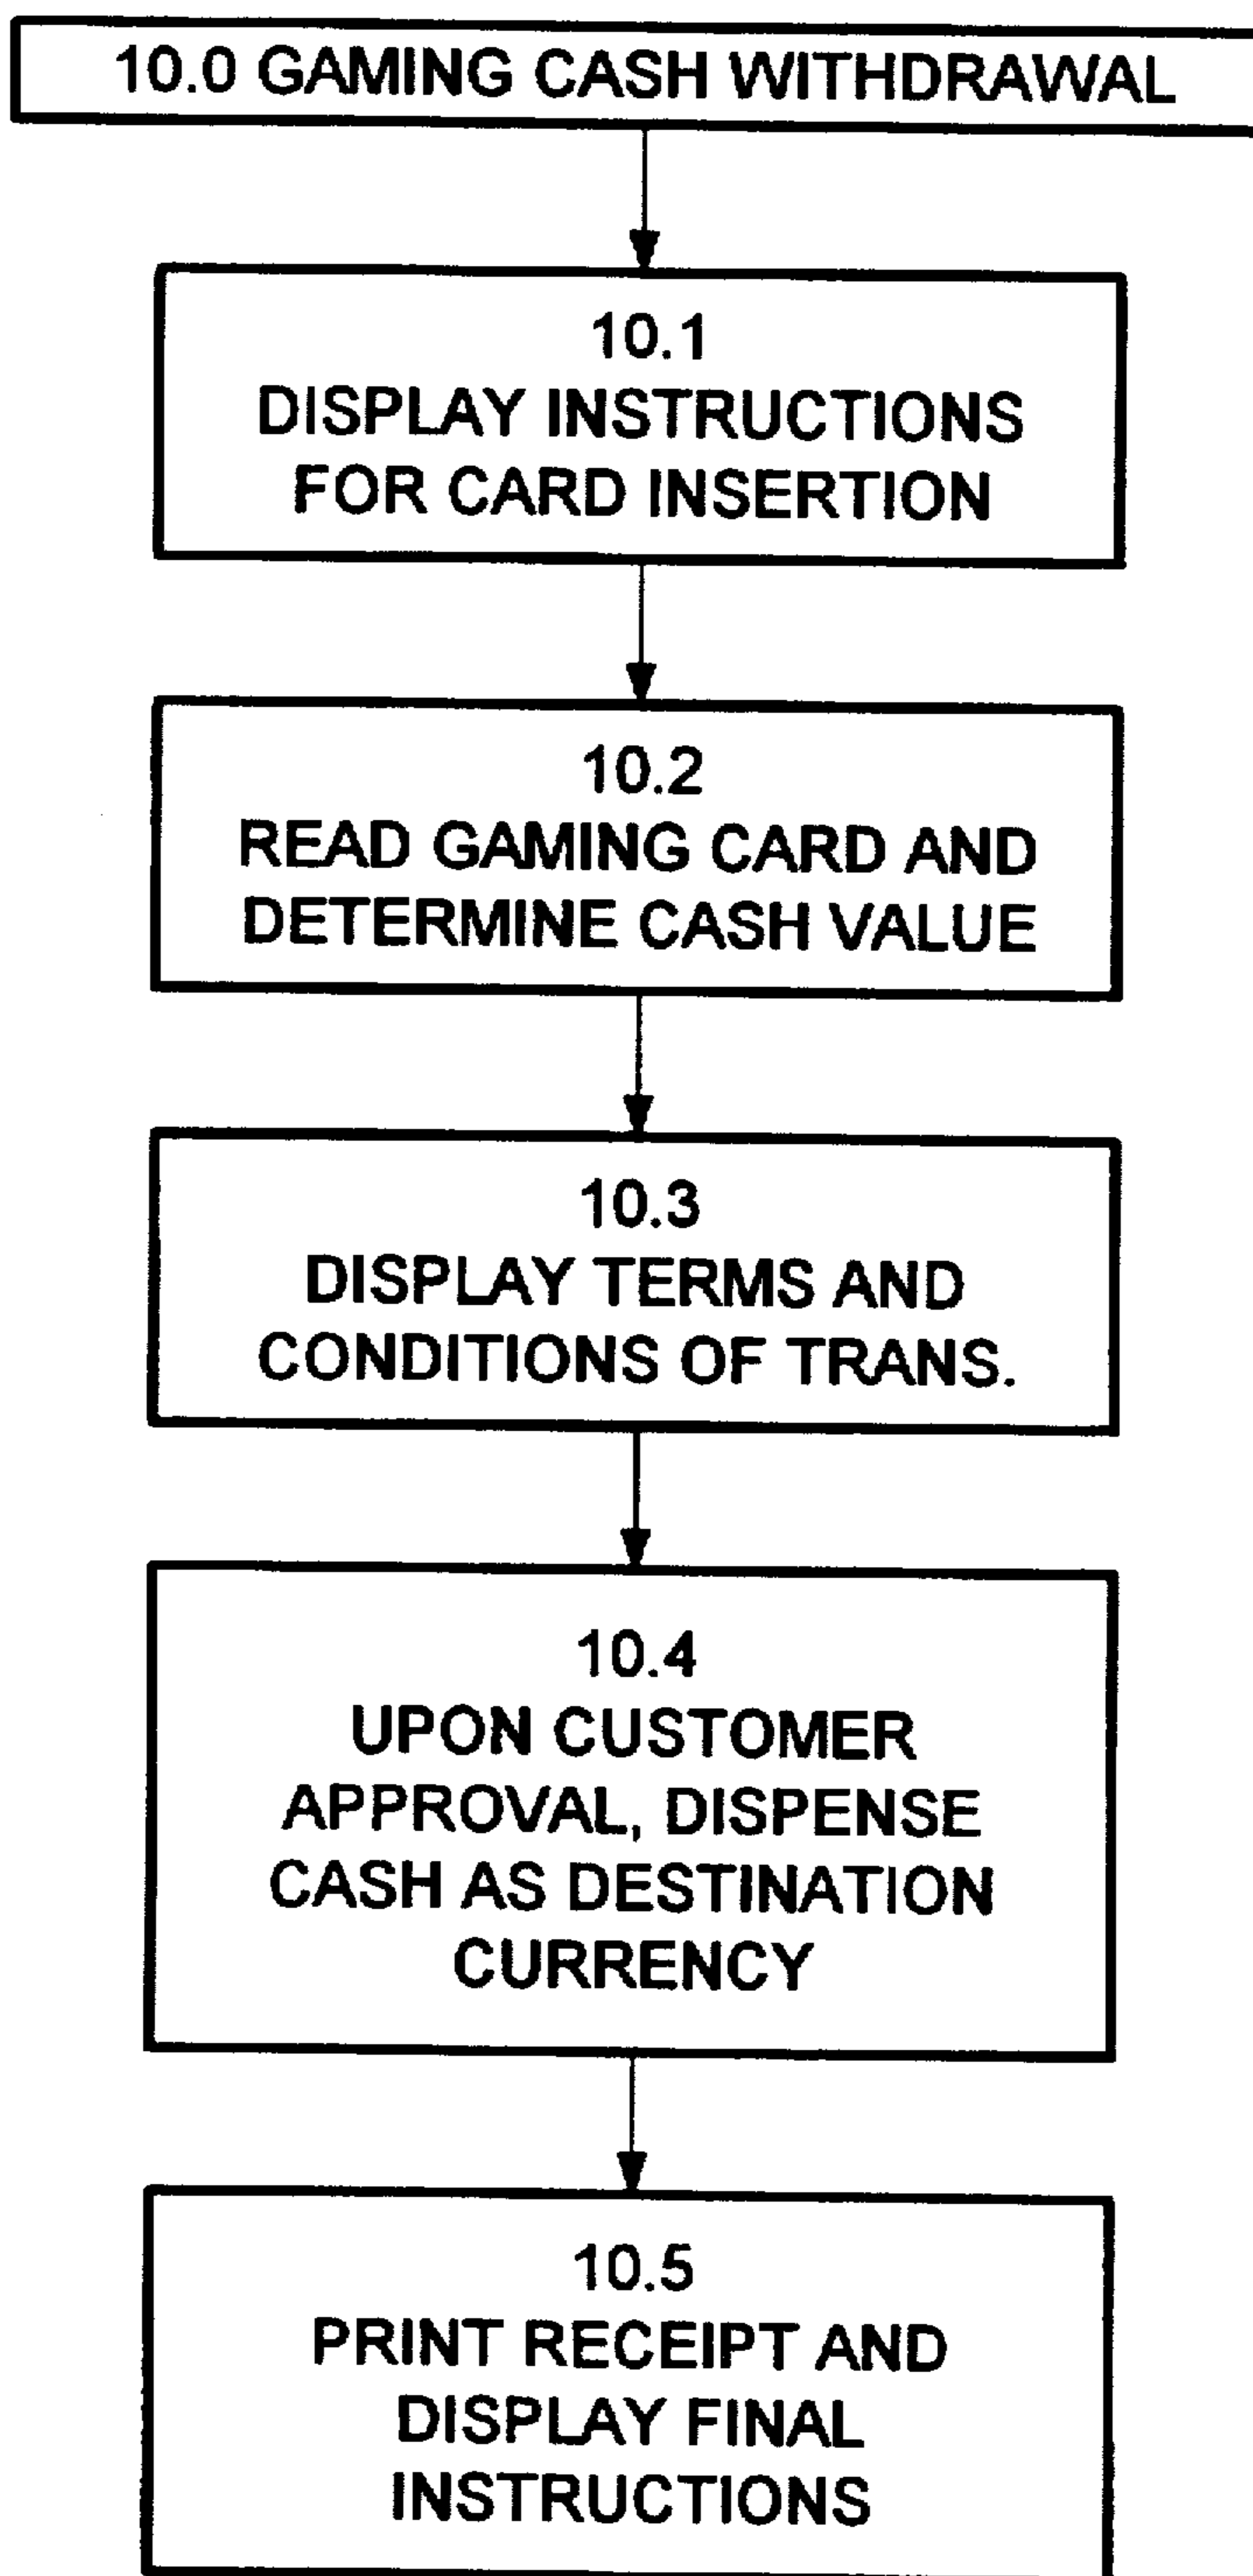 10.0 GAMING CASH WITHDRAWAL
10.1
DISPLAY INSTRUCTIONS
FOR CARD INSERTION
10.2
READ GAMING CARD AND
DETERMINE CASH VALUE
10.3
DISPLAY TERMS AND
CONDITIONS OF TRANS.
10.4
UPON CUSTOMER
APPROVAL, DISPENSE
CASH AS DESTINATION
CURRENCY
10.5
PRINT RECEIPT AND
DISPLAY FINAL
INSTRUCTIONS